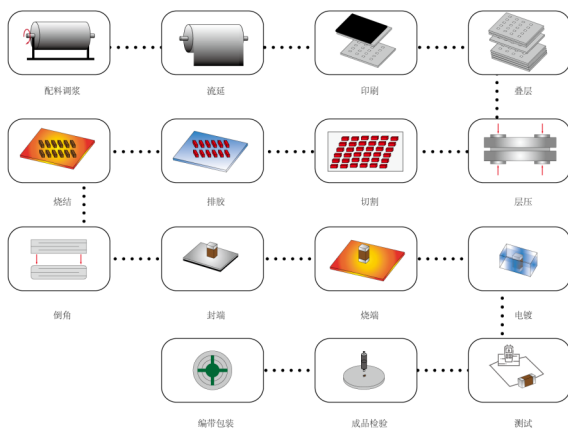 配料调浆
流延
印刷
叠层
烧结
排胶
切割
层压
倒角
封端
烧端
电镀
编带包装
成品检验
测试